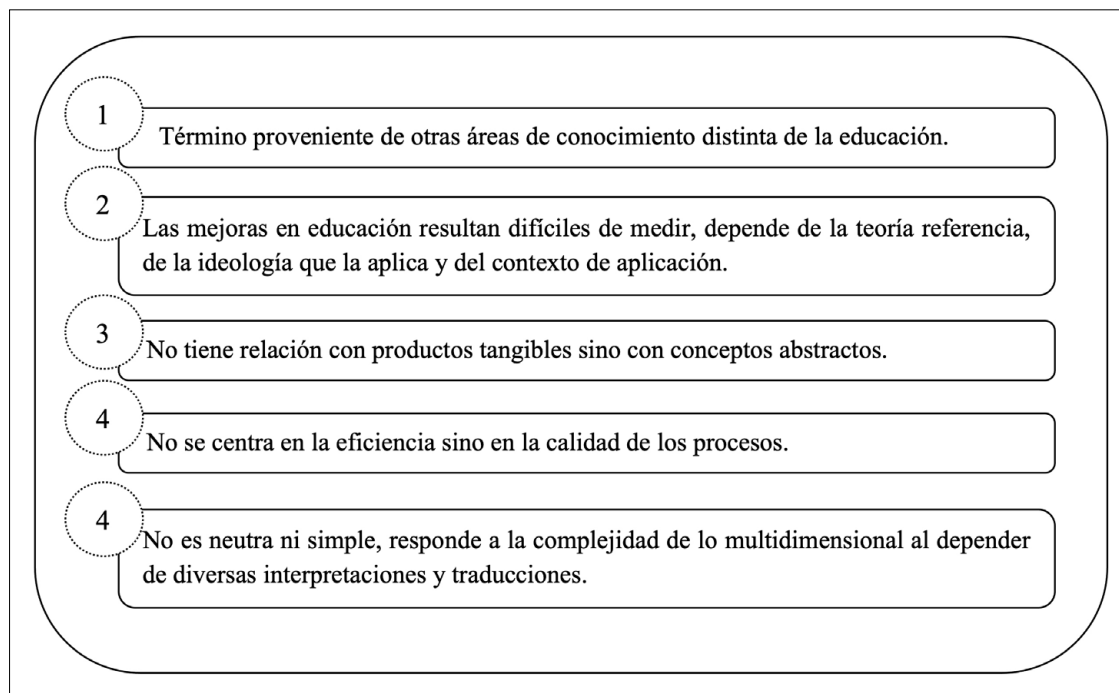 1
Término proveniente de otras áreas de conocimiento distinta de la educación.
2
Las mejoras en educación resultan difíciles de medir, depende de la teoría referencia,
de la ideología que la aplica y del contexto de aplicación.
3
No tiene relación con productos tangibles sino con conceptos abstractos.
4
No se centra en la eficiencia sino en la calidad de los procesos.
4
No es neutra ni simple, responde a la complejidad de lo multidimensional al depender
de diversas interpretaciones y traducciones.